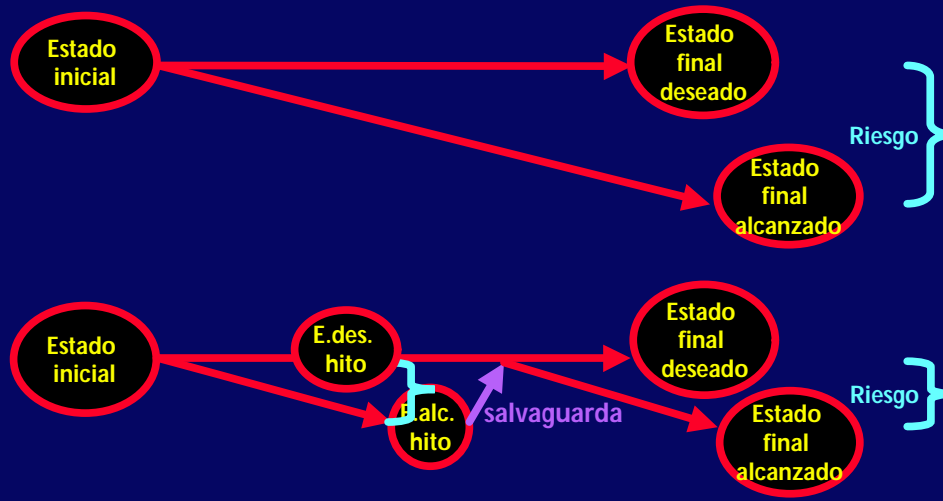 Estado
inicial
Estado
final
deseado
Riesgo
Estado
final
alcanzado
Estado
inicial
E.des.
hito
E.alc.
hito
salvaguarda
Estado
final
deseado
Riesgo
Estado
final
alcanzado